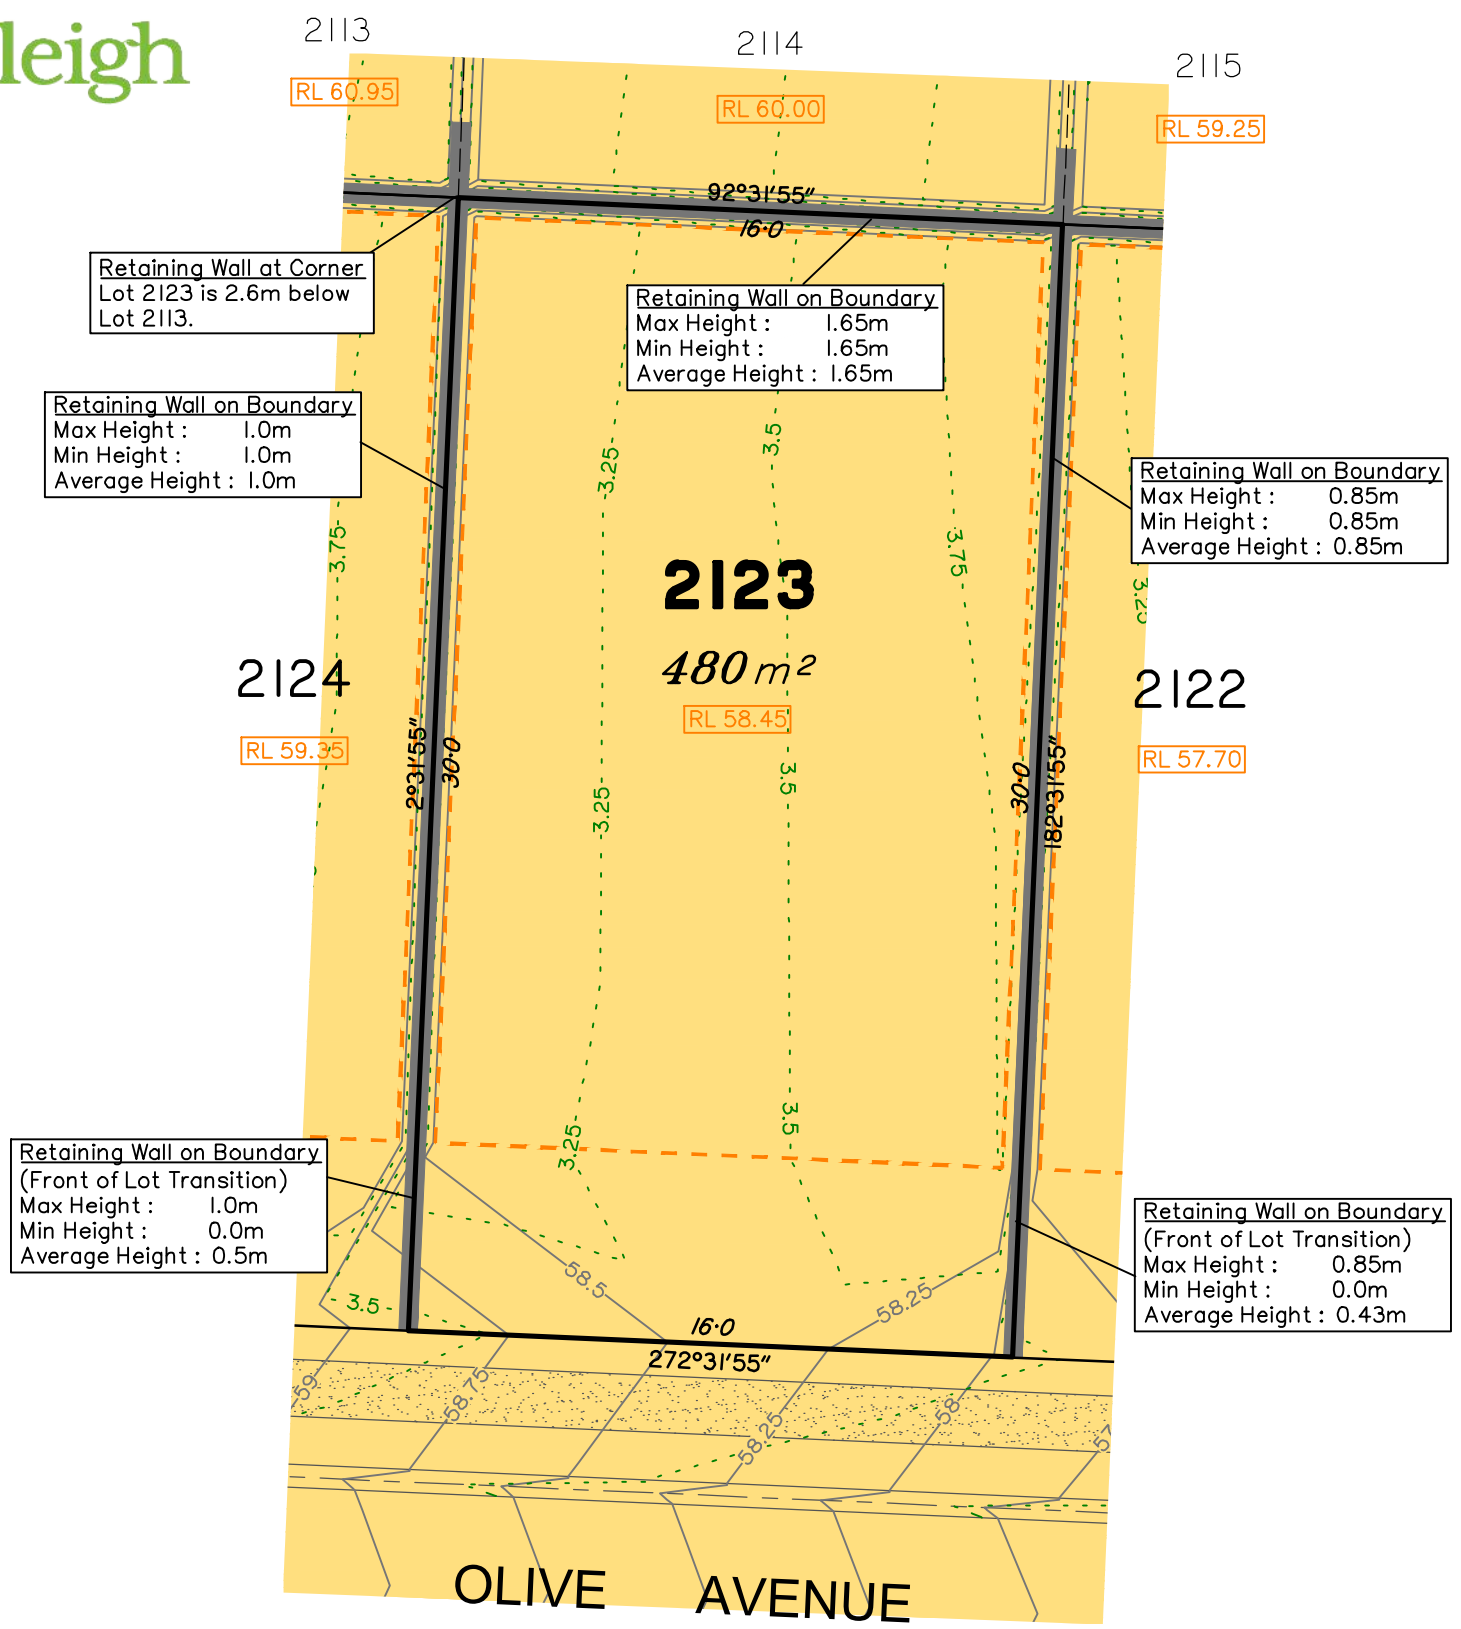 leigh
2113
2114
2115
RL 60.95
RL 60.00
RL 59.25
92°31'55"
16·0
Retaining Wall at Corner
Lot 2123 is 2.6m below
Lot 2113.
Retaining Wall on Boundary
Max Height : 1.65m
Min Height : 1.65m
Average Height : 1.65m
Retaining Wall on Boundary
Max Height : 1.0m
Min Height : 1.0m
Average Height : 1.0m
Retaining Wall on Boundary
Max Height : 0.85m
Min Height : 0.85m
Average Height : 0.85m
3.25
3.5
3.75
3.75
3.25
2123
480 m²
RL 58.45
2124
RL 59.35
2122
RL 57.70
2°31'55"
30·0
30·0
182°31'55"
3.25
3.5
3.25
3.5
Retaining Wall on Boundary
(Front of Lot Transition)
Max Height : 1.0m
Min Height : 0.0m
Average Height : 0.5m
Retaining Wall on Boundary
(Front of Lot Transition)
Max Height : 0.85m
Min Height : 0.0m
Average Height : 0.43m
58.5
58.25
3.5
16·0
272°31'55"
59
58.75
58.25
58
57
OLIVE AVENUE